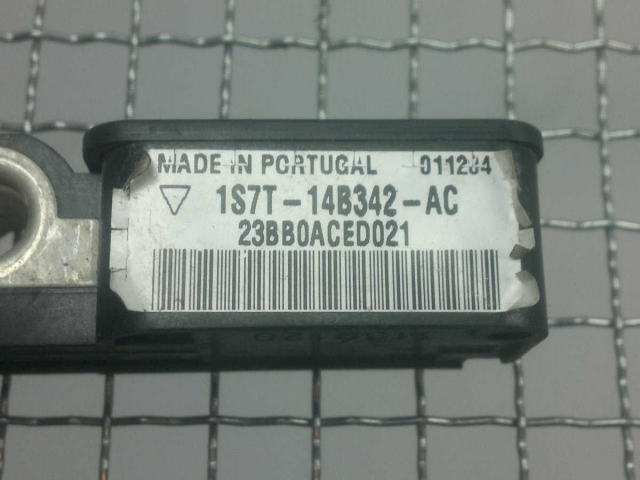 MADE IN PORTUGAL 011204
1S7T-14B342-AC
23BB0ACED021